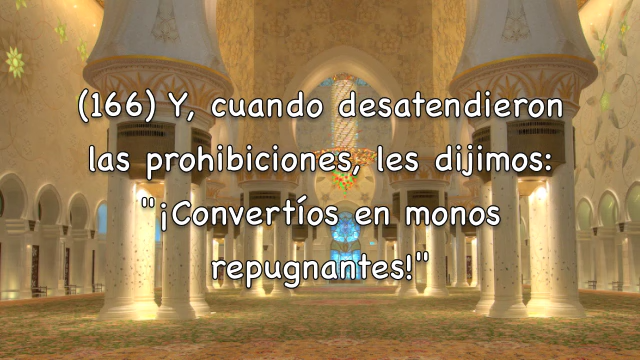 (166) Y, cuando desatendieron
las prohibiciones, les dijimos:
"¡Convertíos en monos
repugnantes!"